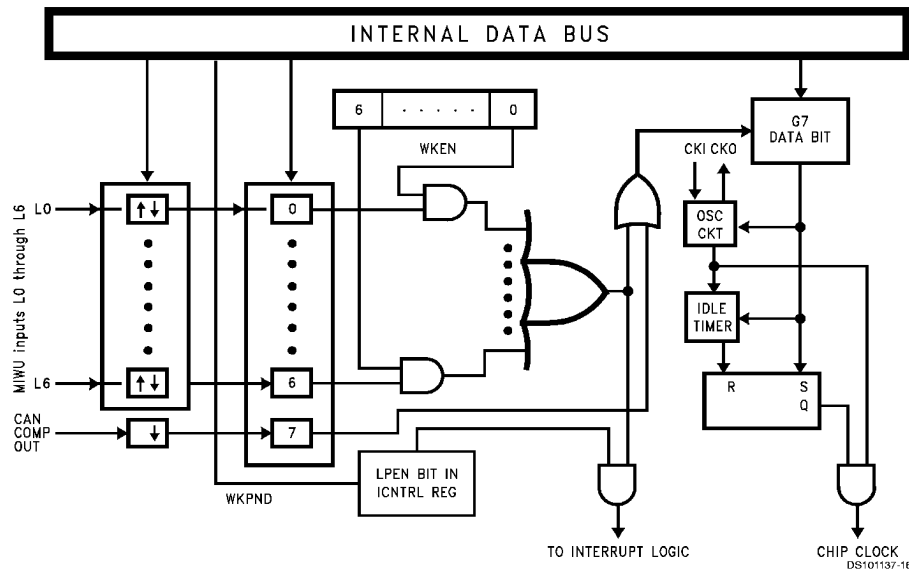 INTERNAL DATA BUS
6 · · · · · 0
WKEN
G7
DATA BIT
CKI CKO
OSC
CKT
IDLE
TIMER
R S
Q
MIWU inputs L0 through L6
L0
↑↓
0
L6
↑↓
6
CAN
COMP
OUT
↓
7
WKPND
LPEN BIT IN
ICNTRL REG
TO INTERRUPT LOGIC
CHIP CLOCK
DS101137-16